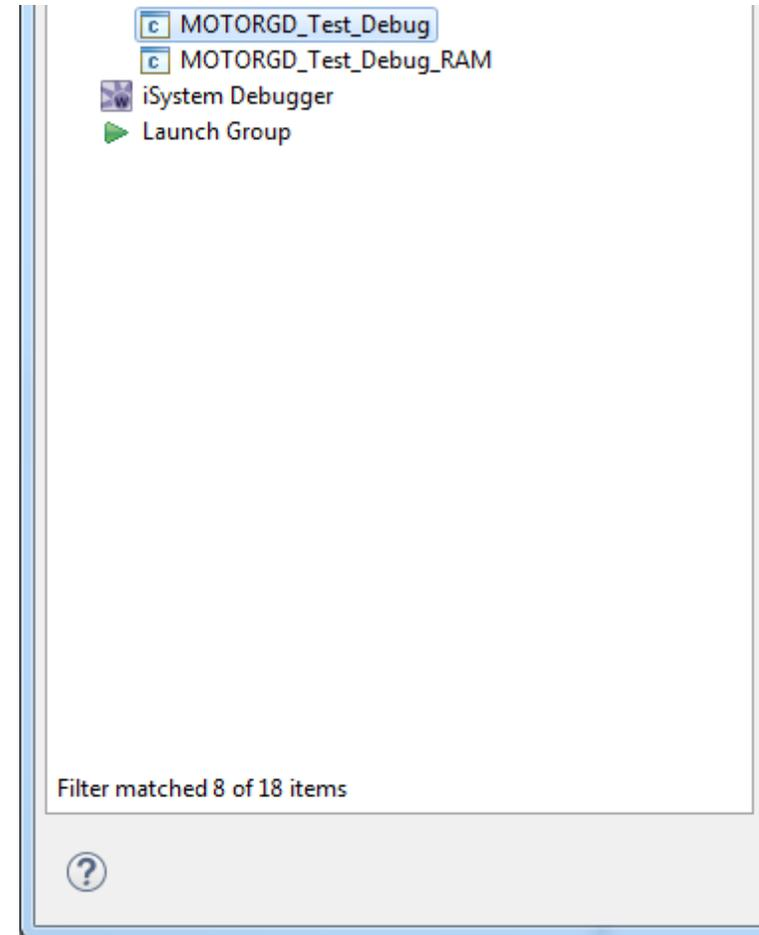 MOTORGD_Test_Debug
MOTORGD_Test_Debug_RAM
iSystem Debugger
Launch Group
Filter matched 8 of 18 items